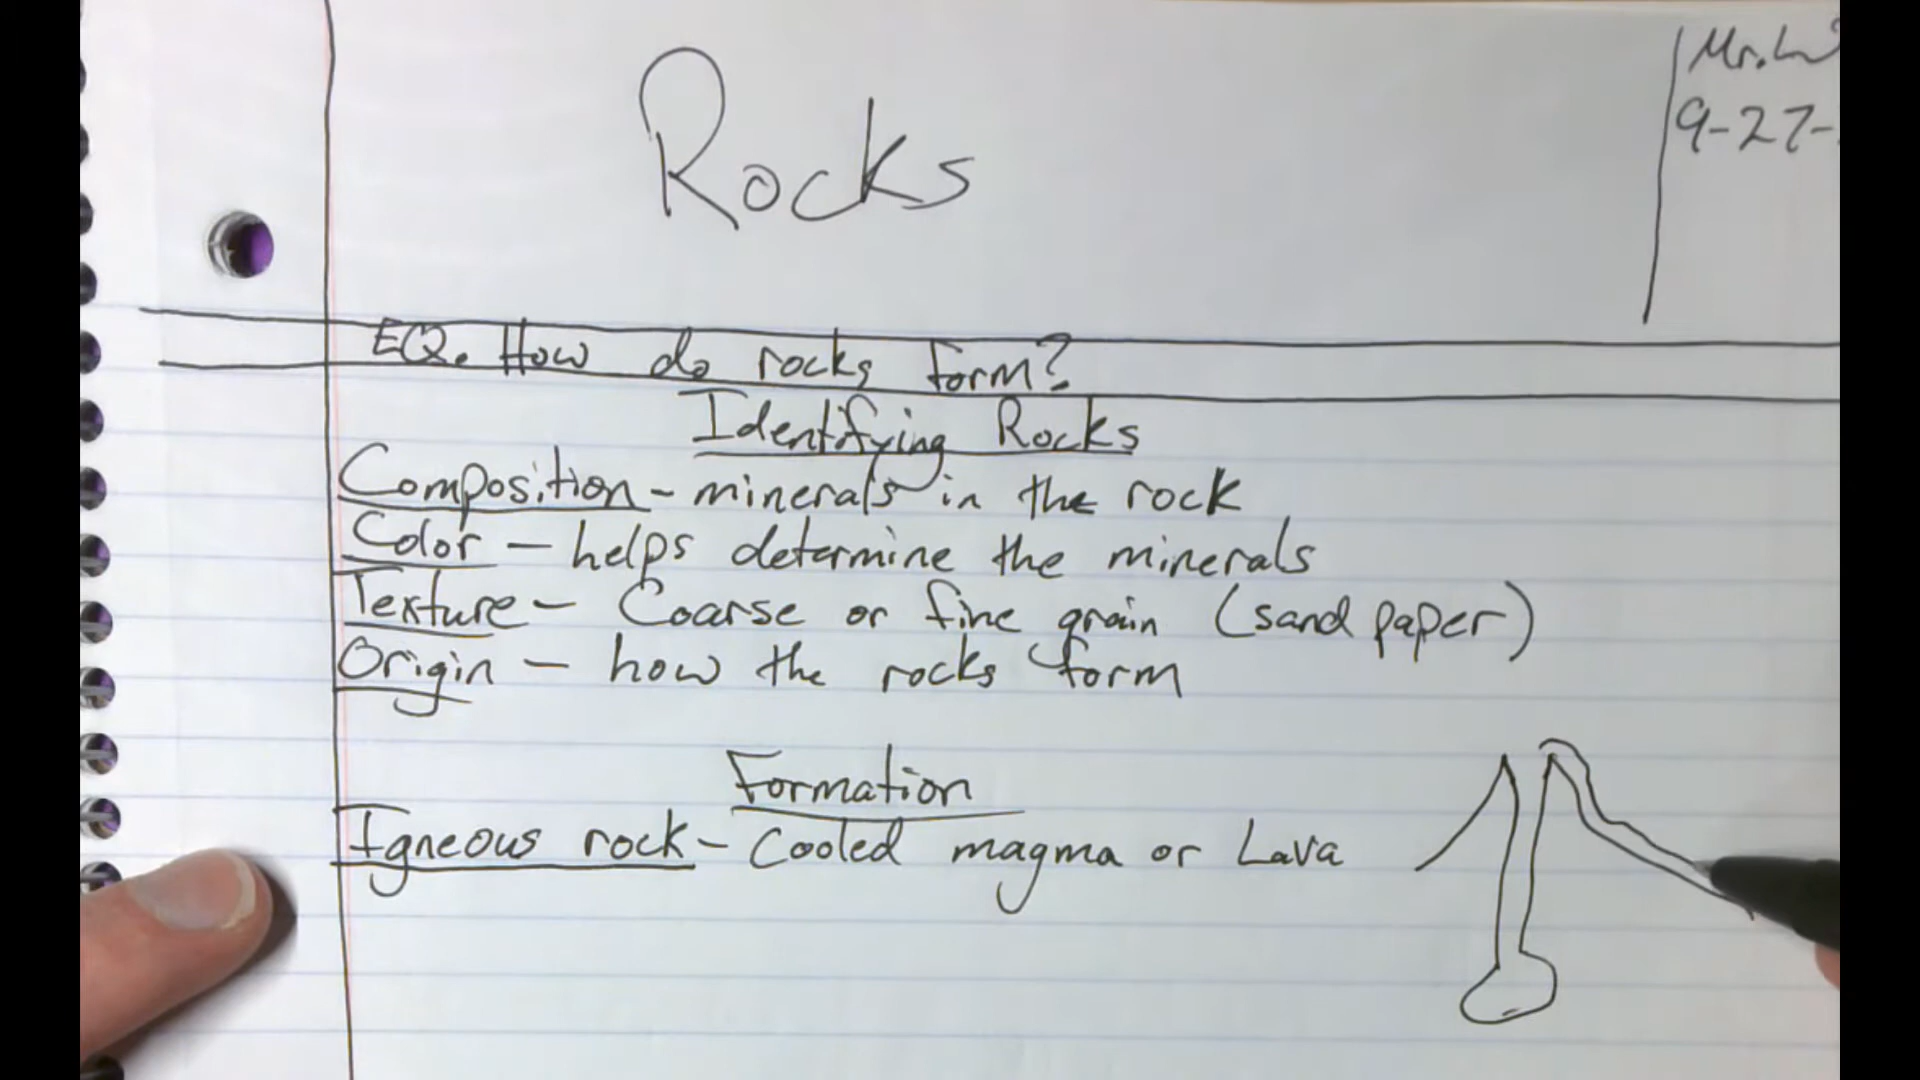 Rocks
Mr.
9-27-
EQ. How do rocks form?
Identifying Rocks
Composition - minerals in the rock
Color - helps determine the minerals
Texture - Coarse or fine grain (sand paper)
Origin - how the rocks form
Formation
Igneous rock - Cooled magma or Lava